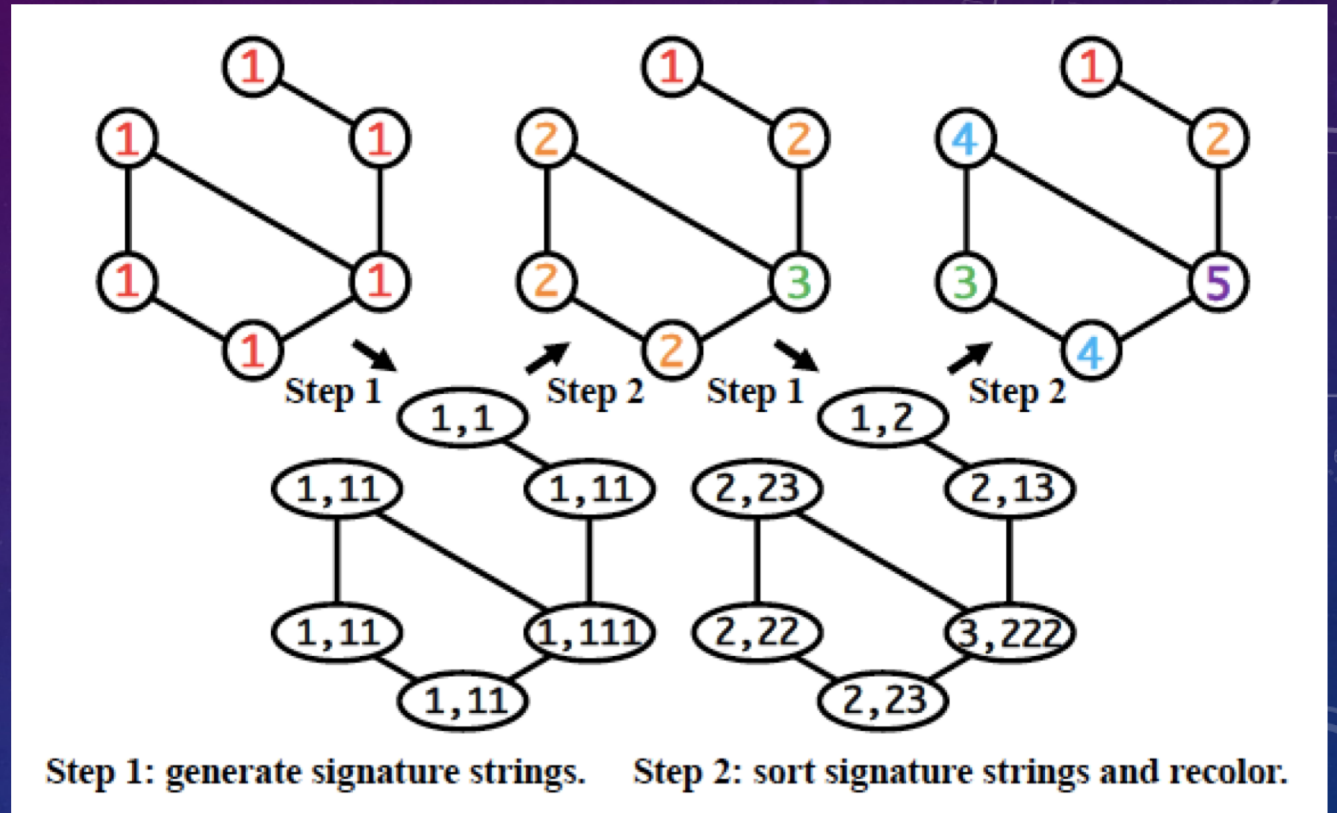 1 1 1
1 1 2 2 4 2
1 1 2 3 3 5
1 2 4
Step 1 Step 2 Step 1 Step 2
1,1 1,2
1,11 1,11 2,23 2,13
1,11 1,111 2,22 3,222
1,11 2,23
Step 1: generate signature strings. Step 2: sort signature strings and recolor.